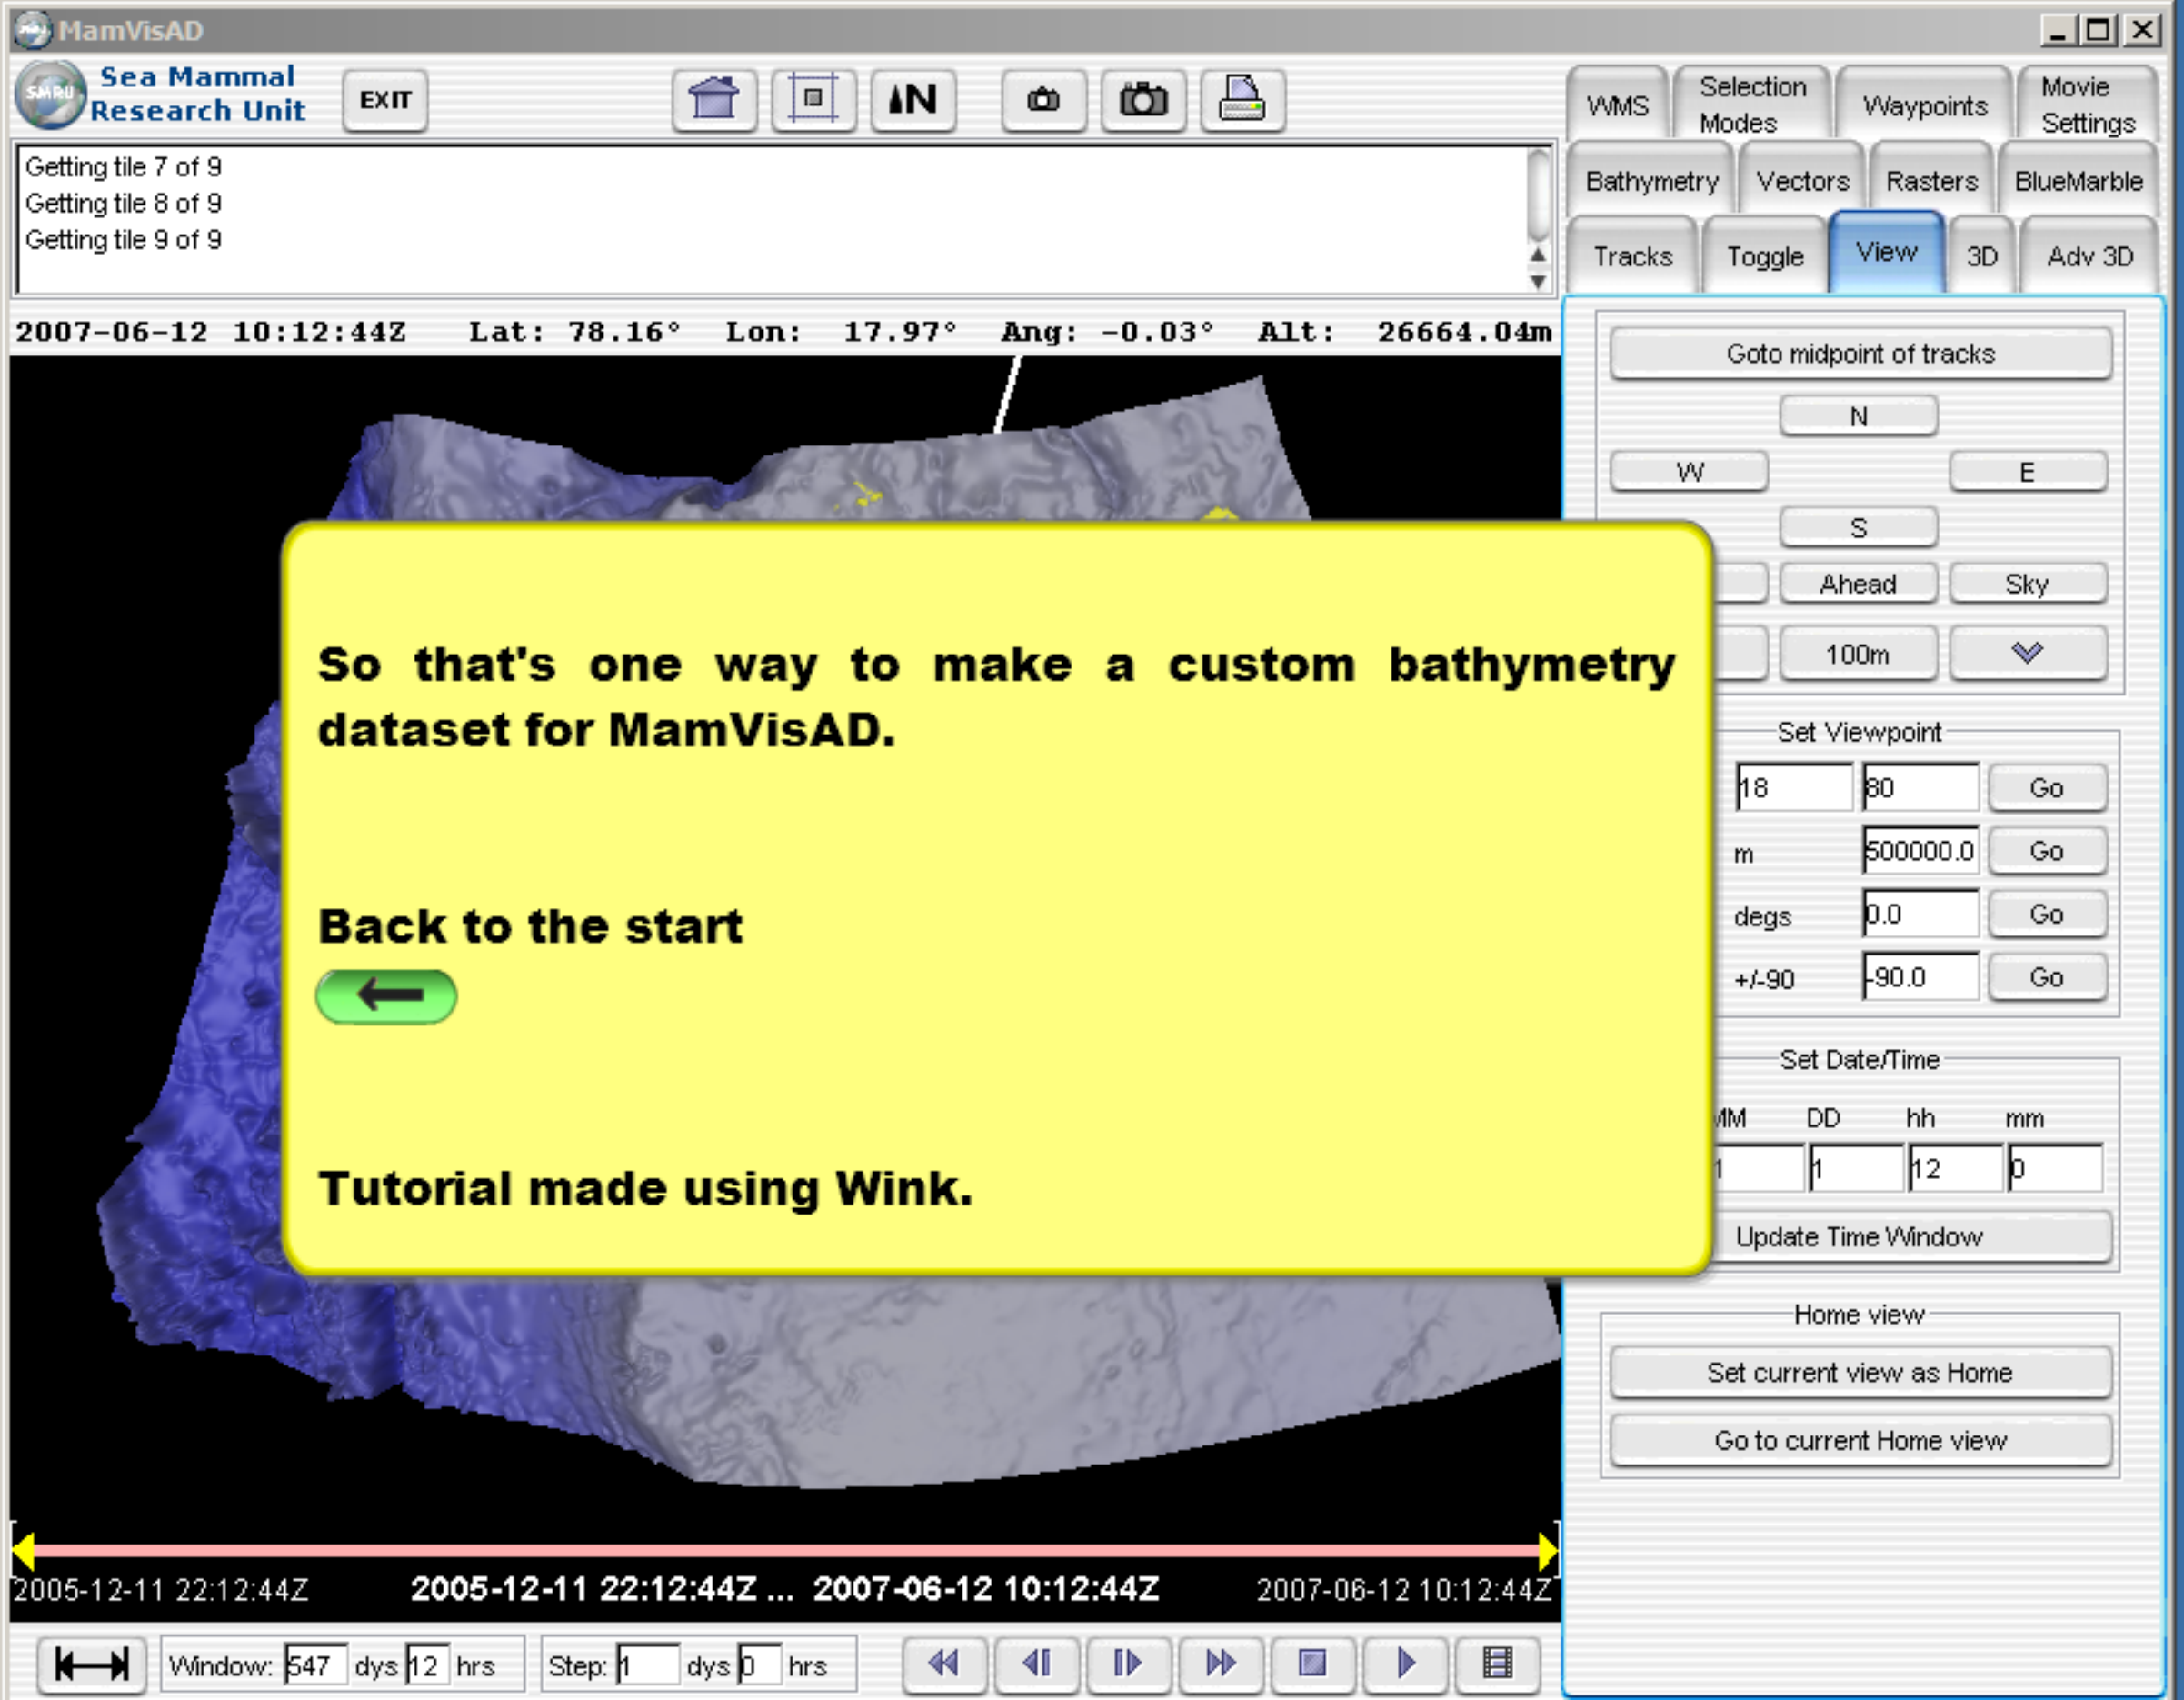 MamVisAD
SMRU
Sea Mammal
Research Unit
EXIT
N
WMS
Selection
Modes
Waypoints
Movie
Settings
Bathymetry
Vectors
Rasters
BlueMarble
Tracks
Toggle
View
3D
Adv 3D
Getting tile 7 of 9
Getting tile 8 of 9
Getting tile 9 of 9
2007-06-12 10:12:44Z Lat: 78.16° Lon: 17.97° Ang: -0.03° Alt: 26664.04m
Goto midpoint of tracks
N
W
E
S
Ahead
Sky
100m
So that's one way to make a custom bathymetry
dataset for MamVisAD.
Back to the start
Tutorial made using Wink.
Set Viewpoint
18 80 Go
m 500000.0 Go
degs 0.0 Go
+/-90 -90.0 Go
Set Date/Time
MM DD hh mm
1 1 12 0
Update Time Window
Home view
Set current view as Home
Go to current Home view
2005-12-11 22:12:44Z
2005-12-11 22:12:44Z ... 2007-06-12 10:12:44Z
2007-06-12 10:12:44Z
Window: 547 dys 12 hrs
Step: 1 dys 0 hrs